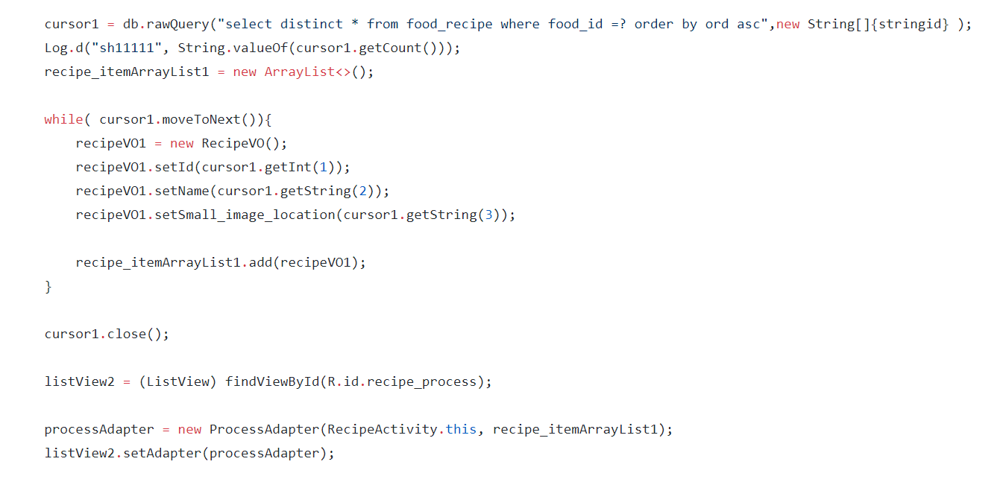 cursor1 = db.rawQuery("select distinct * from food_recipe where food_id =? order by ord asc",new String[]{stringid} );
Log.d("sh11111", String.valueOf(cursor1.getCount()));
recipe_itemArrayList1 = new ArrayList<>();
while( cursor1.moveToNext()){
recipeVO1 = new RecipeVO();
recipeVO1.setId(cursor1.getInt(1));
recipeVO1.setName(cursor1.getString(2));
recipeVO1.setSmall_image_location(cursor1.getString(3));
recipe_itemArrayList1.add(recipeVO1);
}
cursor1.close();
listView2 = (ListView) findViewById(R.id.recipe_process);
processAdapter = new ProcessAdapter(RecipeActivity.this, recipe_itemArrayList1);
listView2.setAdapter(processAdapter);